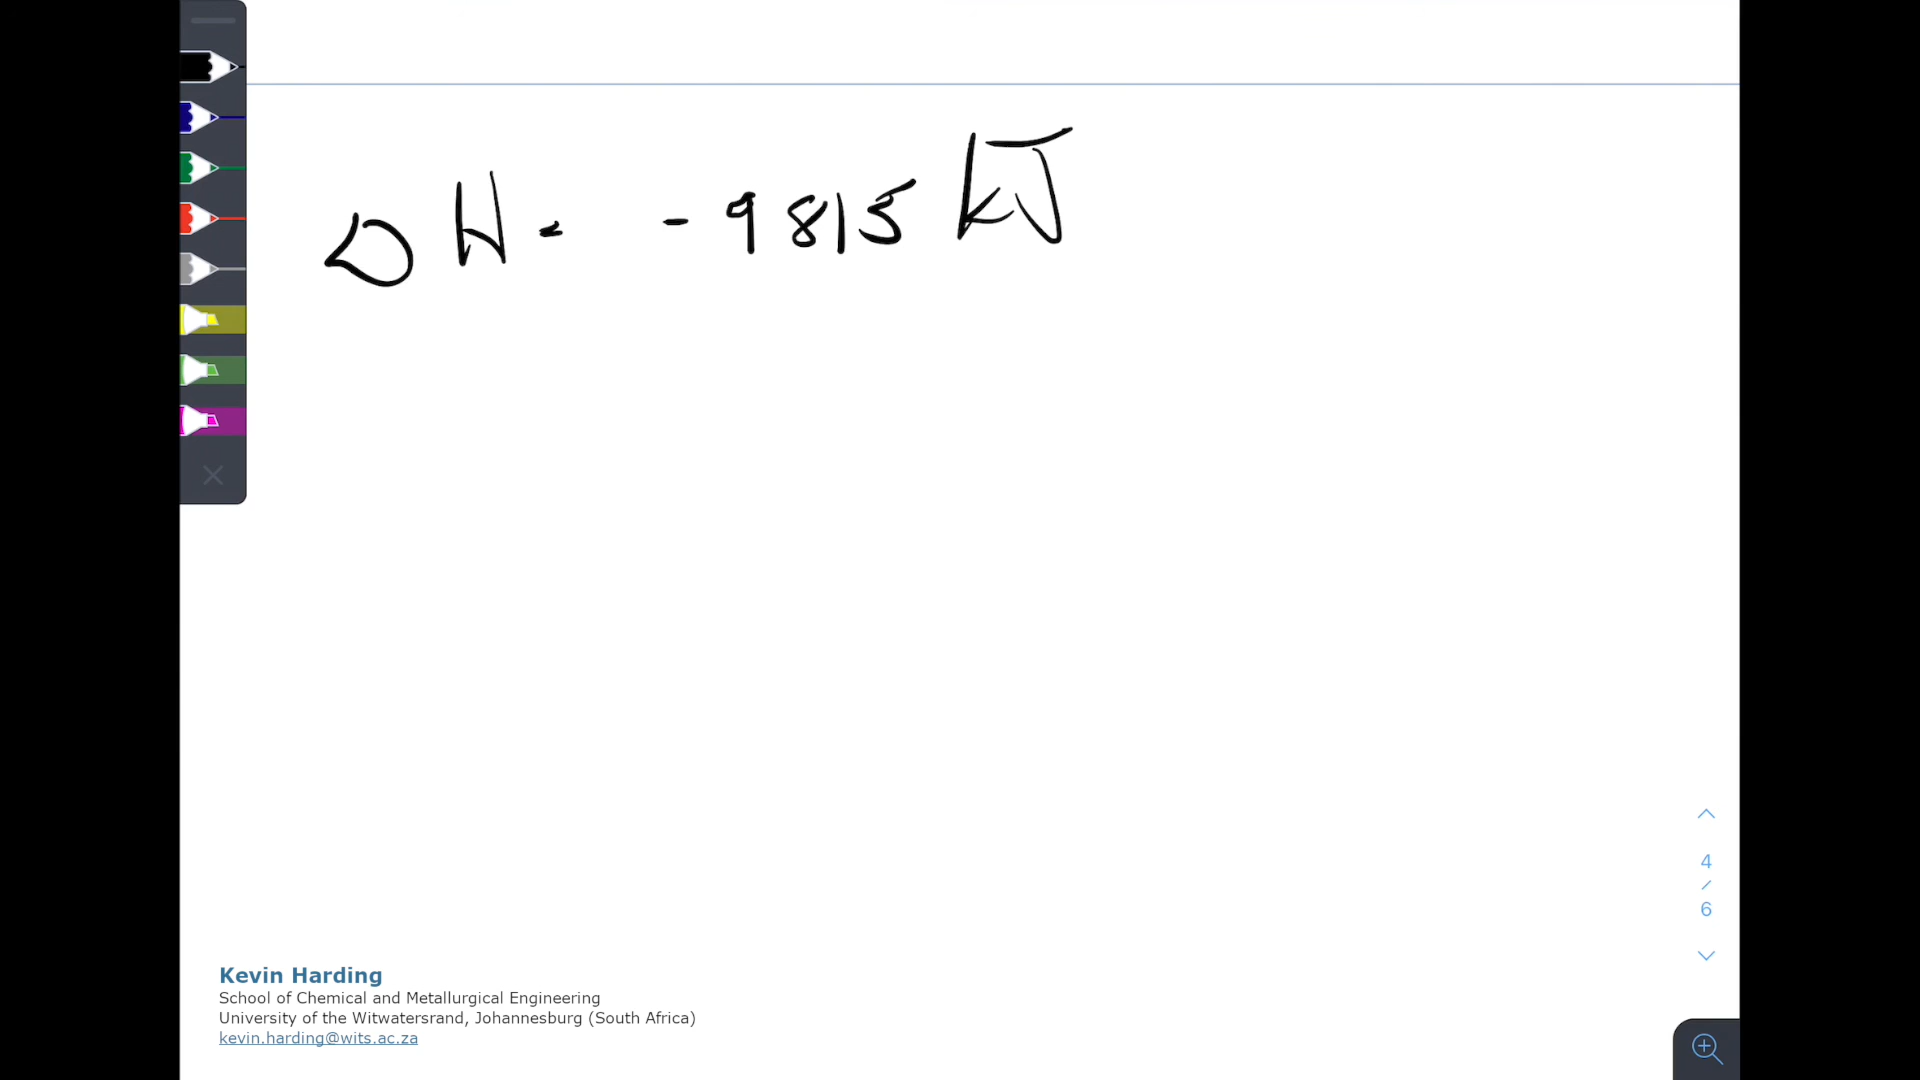 ΔH = -9815 kJ
4
/
6
Kevin Harding
School of Chemical and Metallurgical Engineering
University of the Witwatersrand, Johannesburg (South Africa)
kevin.harding@wits.ac.za